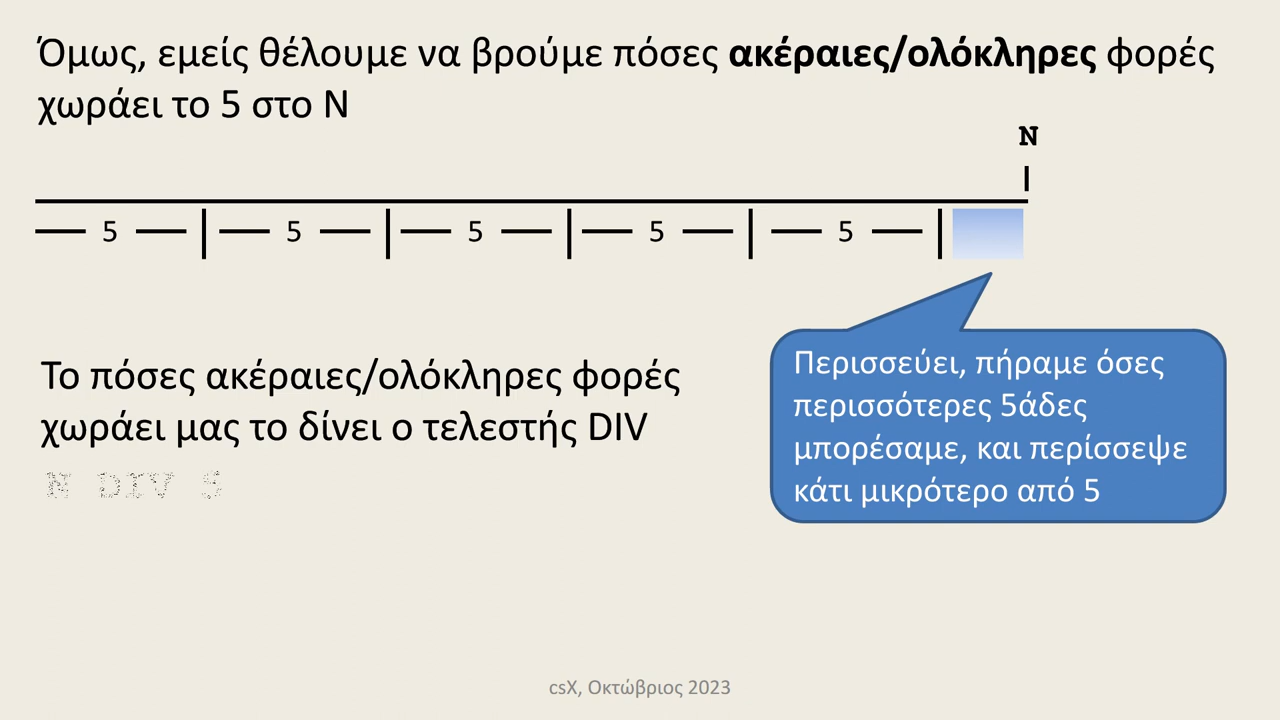 Όμως, εμείς θέλουμε να βρούμε πόσες ακέραιες/ολόκληρες φορές
χωράει το 5 στο Ν
N
5 5 5 5 5
Το πόσες ακέραιες/ολόκληρες φορές
χωράει μας το δίνει ο τελεστής DIV
N DIV 5
Περισσεύει, πήραμε όσες
περισσότερες 5άδες
μπορέσαμε, και περίσσεψε
κάτι μικρότερο από 5
csX, Οκτώβριος 2023